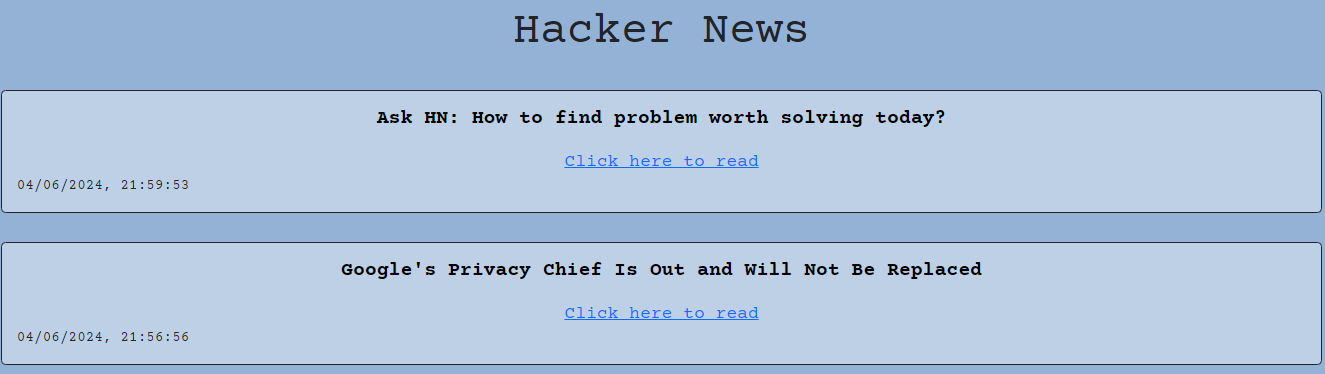 Hacker News
Ask HN: How to find problem worth solving today?
Click here to read
04/06/2024, 21:59:53
Google's Privacy Chief Is Out and Will Not Be Replaced
Click here to read
04/06/2024, 21:56:56